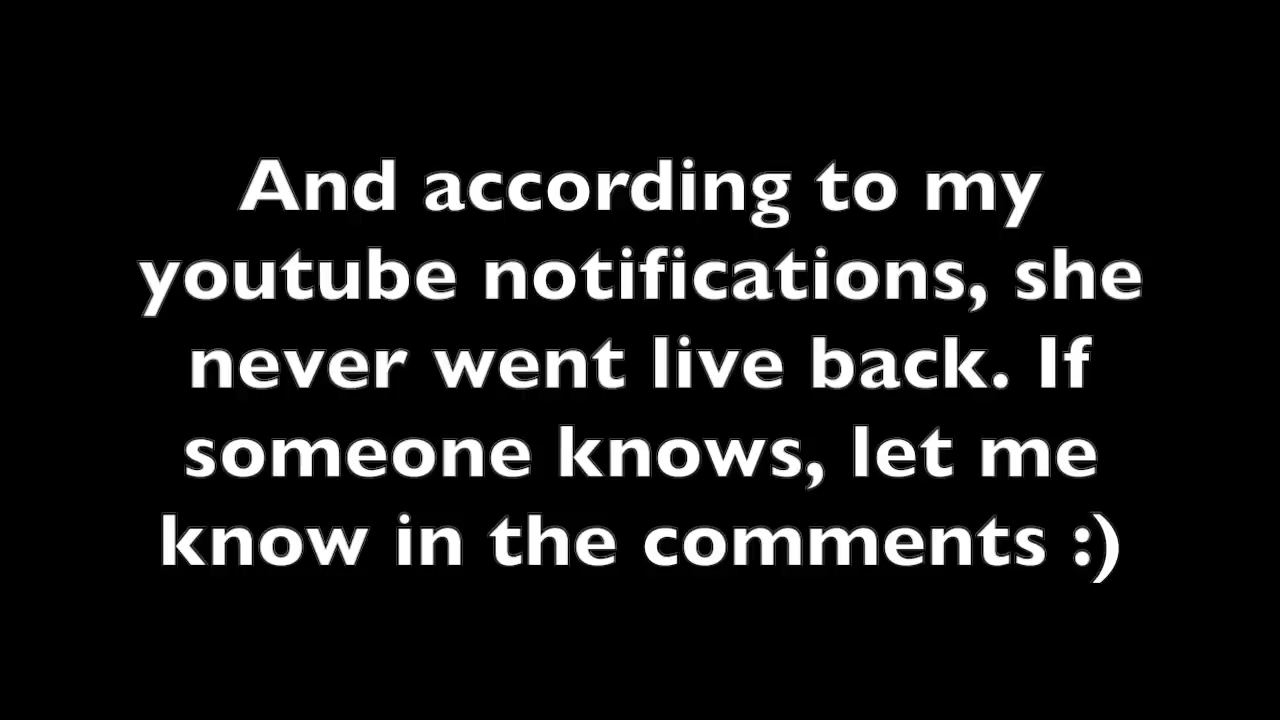 And according to my
youtube notifications, she
never went live back. If
someone knows, let me
know in the comments :)